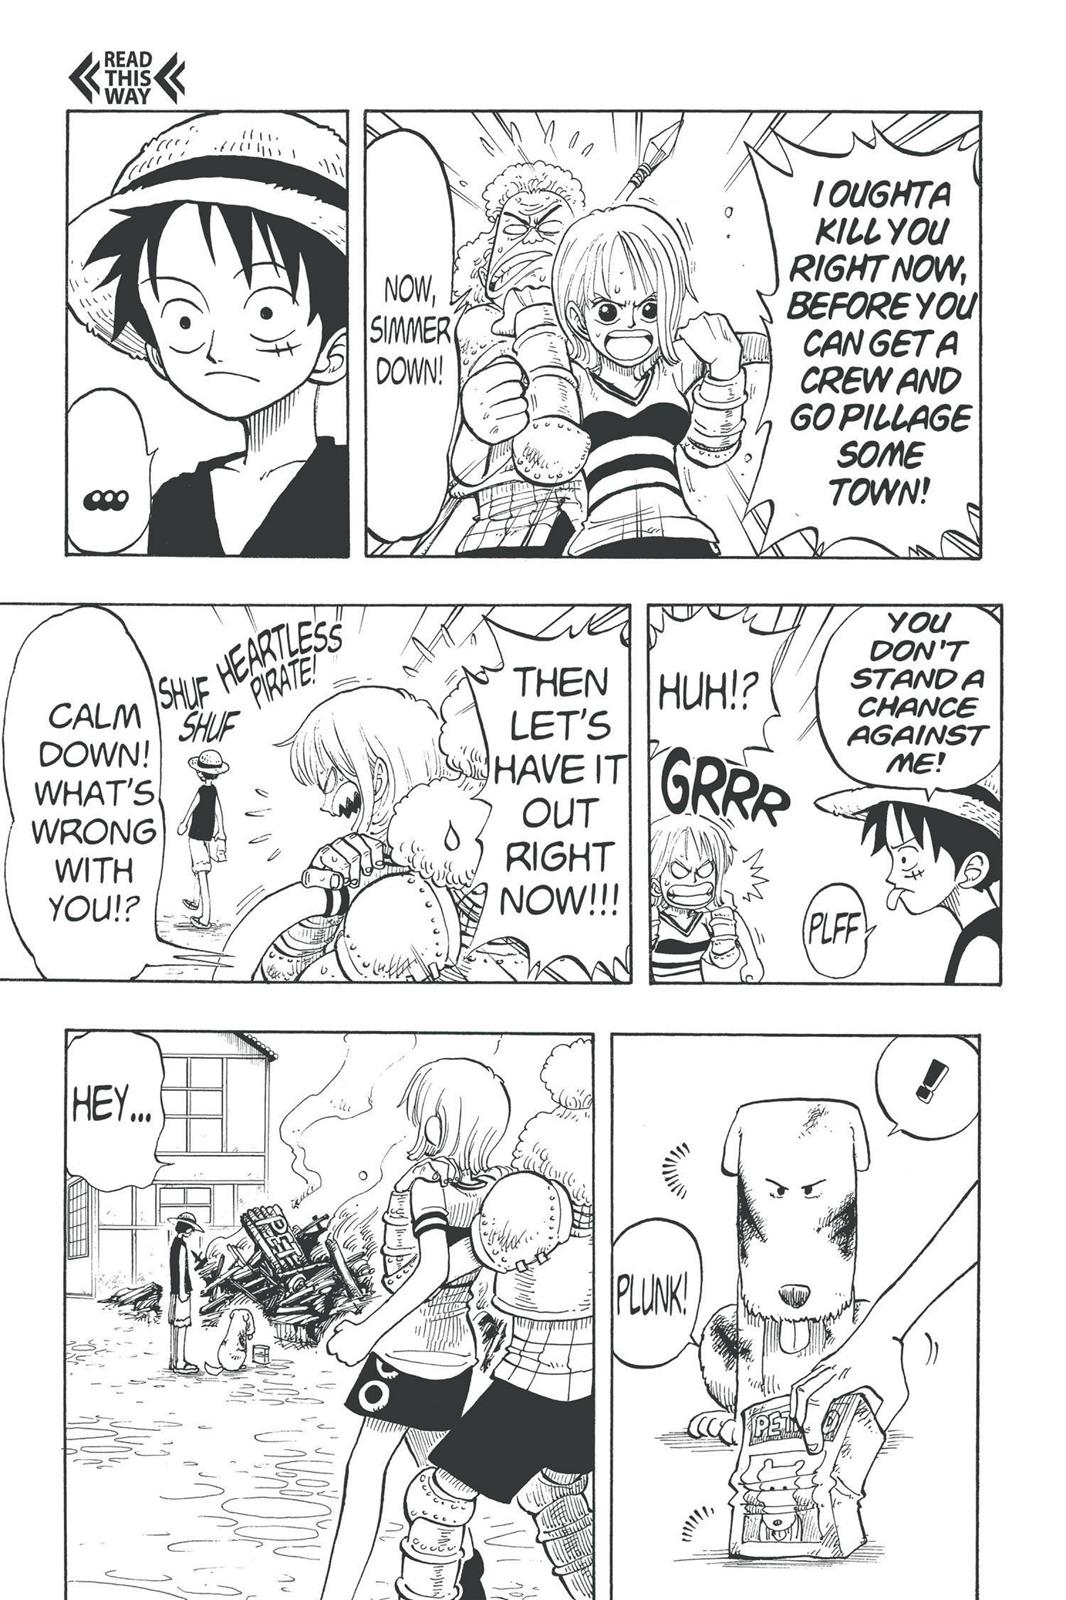 READ
THIS
WAY
I OUGHTA
KILL YOU
RIGHT NOW,
BEFORE YOU
CAN GET A
CREW AND
GO PILLAGE
SOME
TOWN!
NOW,
SIMMER
DOWN!
...
YOU
DON'T
STAND A
CHANCE
AGAINST
ME!
PLFF
HUH!?
GRRR
THEN
LET'S
HAVE IT
OUT
RIGHT
NOW!!!
HEARTLESS
PIRATE!
SHUF
SHUF
CALM
DOWN!
WHAT'S
WRONG
WITH
YOU!?
!
PLUNK!
PET
HEY...
PET